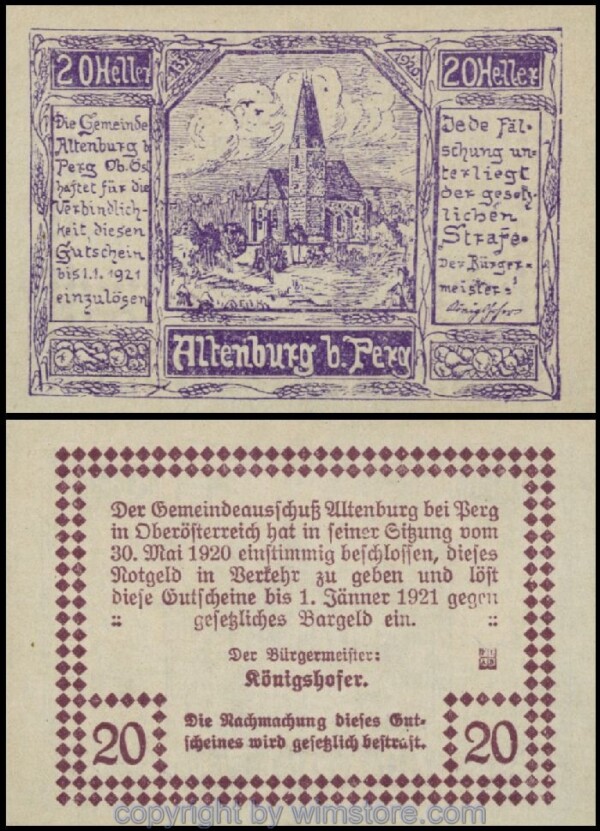 20 Heller
20 Heller
1920
Die Gemeinde
Altenburg b
Perg Ob. Öst
haftet für die
Verbindlich-
keit, diesen
Gutschein
bis 1.1. 1921
einzulösen
Jede Fäl-
schung un-
terliegt
der gesetz-
lichen
Strafe.
Der Bürger-
meister:
Altenburg b. Perg
Der Gemeindeausschuß Altenburg bei Perg
in Oberösterreich hat in seiner Sitzung vom
30. Mai 1920 einstimmig beschlossen, dieses
Notgeld in Verkehr zu geben und löst
diese Gutscheine bis 1. Jänner 1921 gegen
:: gesetzliches Bargeld ein. ::
Der Bürgermeister:
Königshofer.
20
Die Nachmachung dieses Gut-
scheines wird gesetzlich bestraft.
20
copyright by wimstore.com